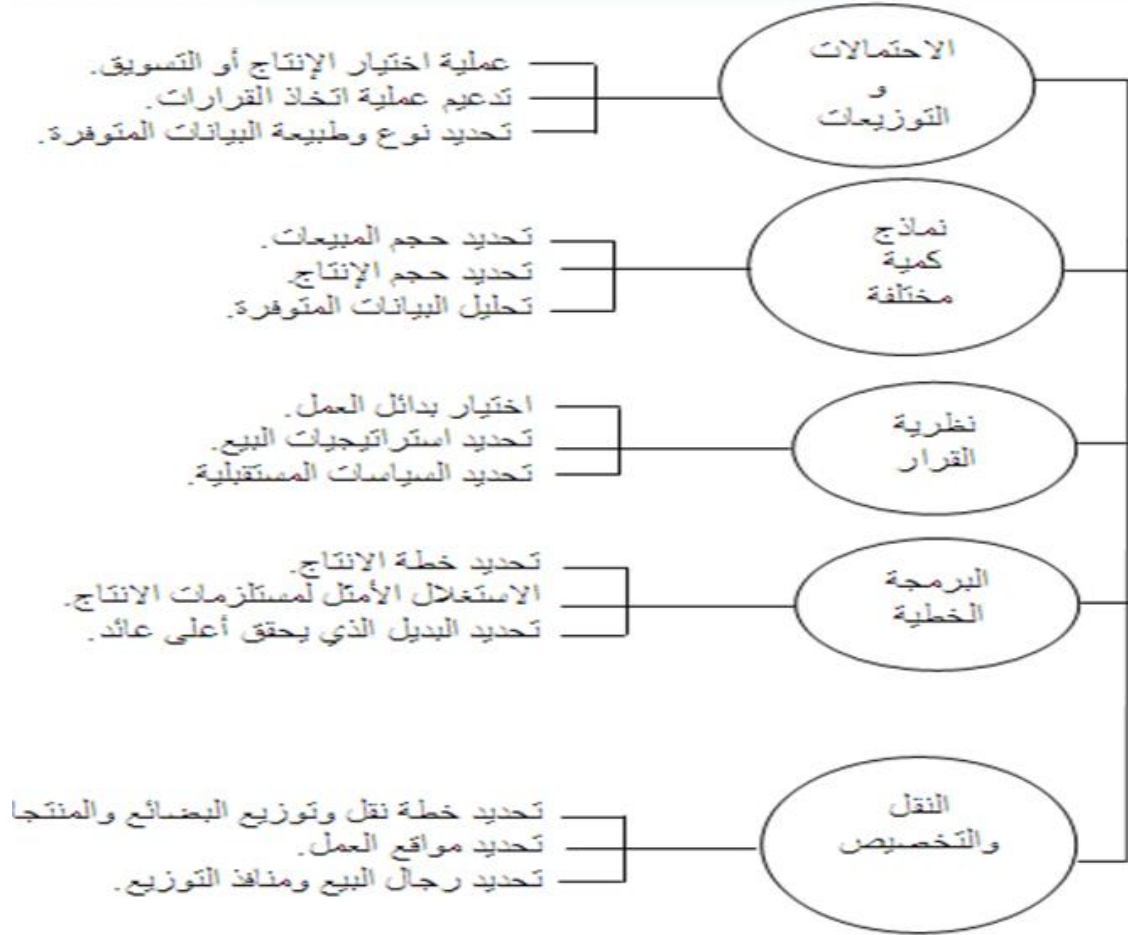 الاحتمالات
و
التوزيعات
عملية اختيار الإنتاج أو التسويق.
تدعيم عملية اتخاذ القرارات.
تحديد نوع وطبيعة البيانات المتوفرة.
نماذج
كمية
مختلفة
تحديد حجم المبيعات.
تحديد حجم الإنتاج.
تحليل البيانات المتوفرة.
نظرية
القرار
اختيار بدائل العمل.
تحديد استراتيجيات البيع.
تحديد السياسات المستقبلية.
البرمجة
الخطية
تحديد خطة الانتاج.
الاستغلال الأمثل لمستلزمات الانتاج.
تحديد البديل الذي يحقق أعلى عائد.
النقل
والتخصيص
تحديد خطة نقل وتوزيع البضائع والمنتجا
تحديد مواقع العمل.
تحديد رجال البيع ومنافذ التوزيع.